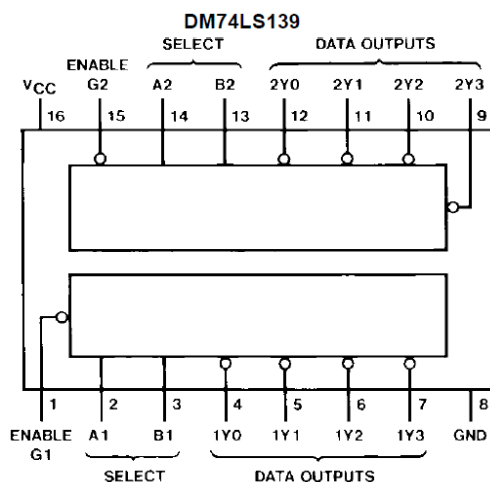 DM74LS139
SELECT DATA OUTPUTS
ENABLE
VCC G2 A2 B2 2Y0 2Y1 2Y2 2Y3
16 15 14 13 12 11 10 9
1 2 3 4 5 6 7 8
ENABLE A1 B1 1Y0 1Y1 1Y2 1Y3 GND
G1
SELECT DATA OUTPUTS